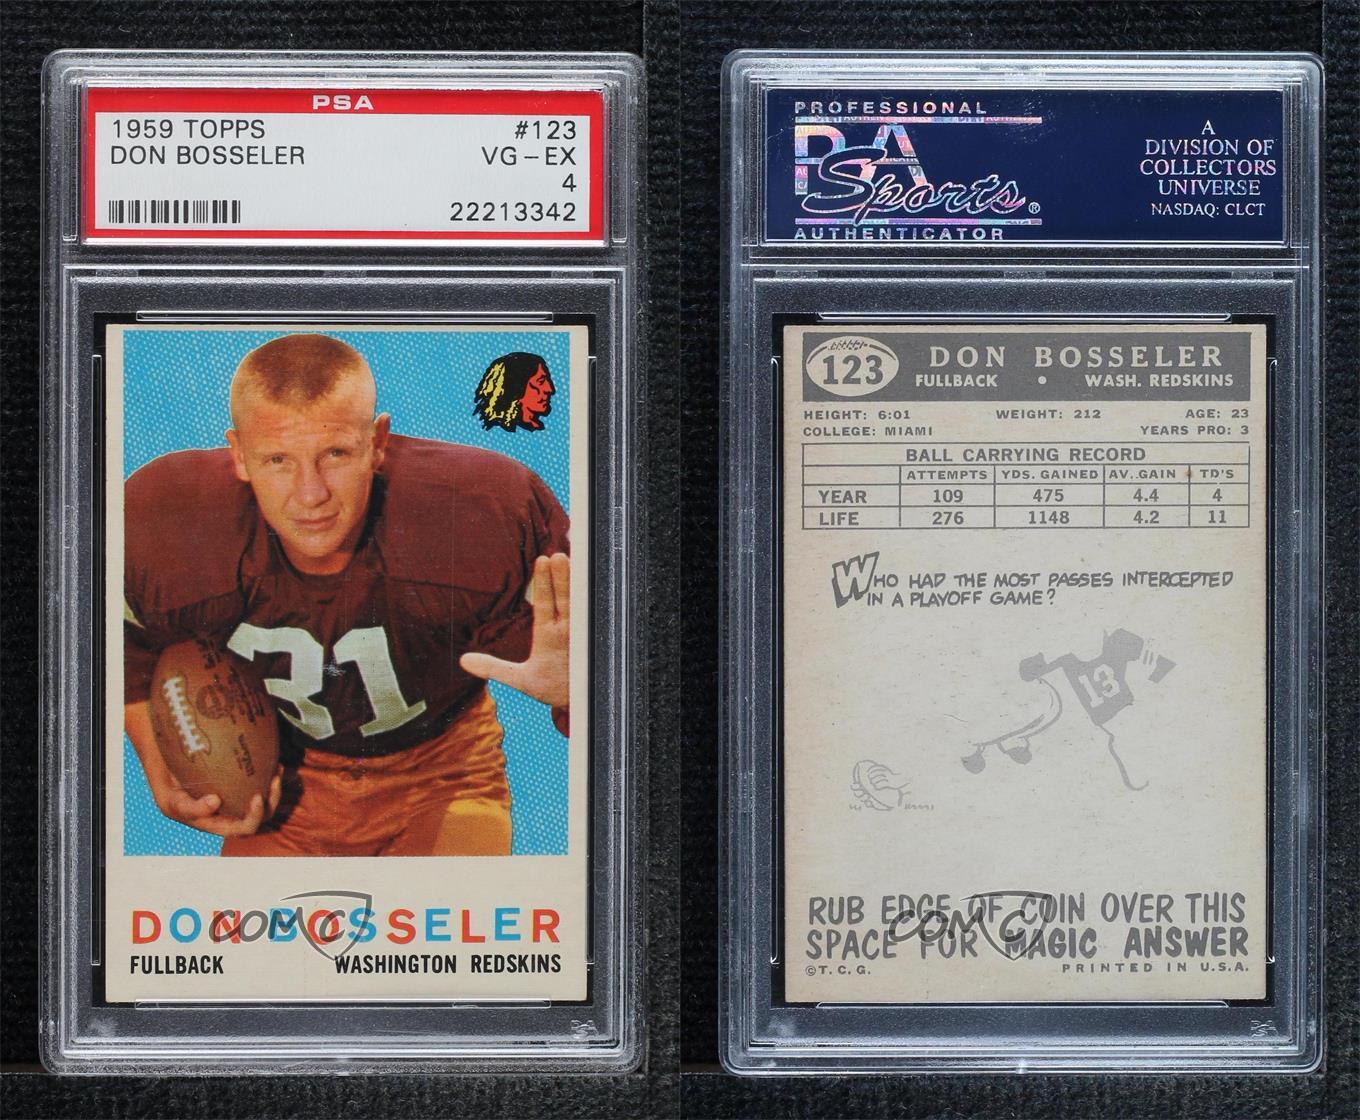 PSA
1959 TOPPS #123
DON BOSSELER VG-EX
4
22213342
31
DON BOSSELER
COMC
FULLBACK WASHINGTON REDSKINS
PROFESSIONAL
PSA
Sports®
AUTHENTICATOR
A
DIVISION OF
COLLECTORS
UNIVERSE
NASDAQ: CLCT
123 DON BOSSELER
FULLBACK • WASH. REDSKINS
HEIGHT: 6:01 WEIGHT: 212 AGE: 23
COLLEGE: MIAMI YEARS PRO: 3
BALL CARRYING RECORD
ATTEMPTS YDS. GAINED AV..GAIN TD'S
YEAR 109 475 4.4 4
LIFE 276 1148 4.2 11
WHO HAD THE MOST PASSES INTERCEPTED
IN A PLAYOFF GAME?
13
RUB EDGE OF COIN OVER THIS
COMC
SPACE FOR MAGIC ANSWER
©T.C.G. PRINTED IN U.S.A.